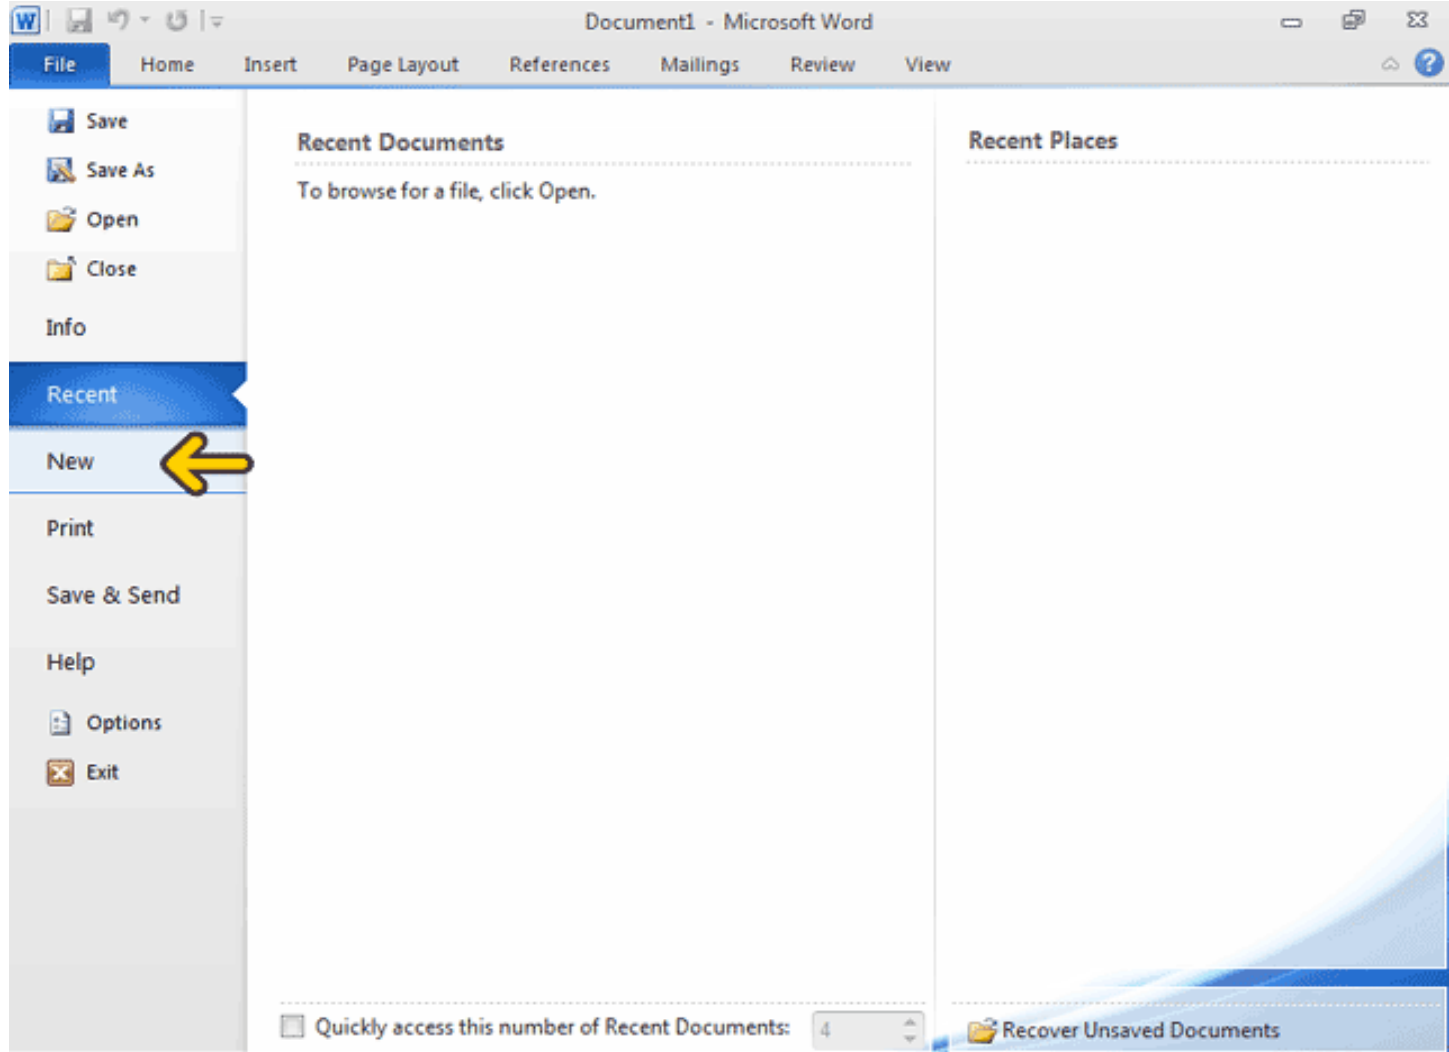 W
Document1 - Microsoft Word
File Home Insert Page Layout References Mailings Review View
?
Save
Save As
Open
Close
Info
Recent
New
Print
Save & Send
Help
Options
Exit
Recent Documents
To browse for a file, click Open.
Quickly access this number of Recent Documents: 4
Recent Places
Recover Unsaved Documents